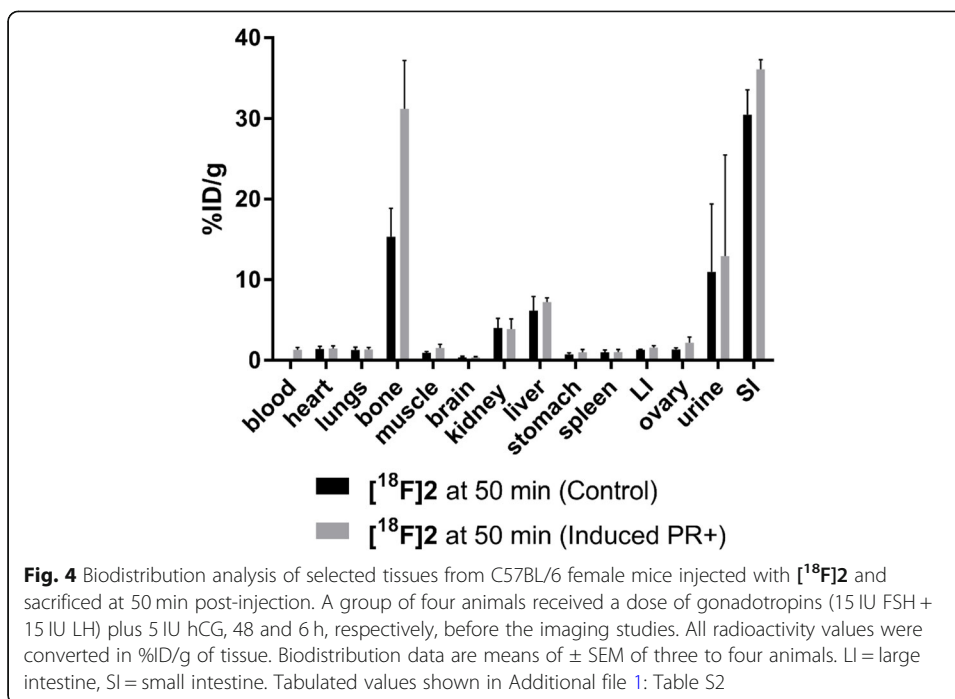 40
30
20
10
0
%ID/g
blood
heart
lungs
bone
muscle
brain
kidney
liver
stomach
spleen
LI
ovary
urine
SI
[¹⁸F]2 at 50 min (Control)
[¹⁸F]2 at 50 min (Induced PR+)
Fig. 4 Biodistribution analysis of selected tissues from C57BL/6 female mice injected with [¹⁸F]2 and
sacrificed at 50 min post-injection. A group of four animals received a dose of gonadotropins (15 IU FSH +
15 IU LH) plus 5 IU hCG, 48 and 6 h, respectively, before the imaging studies. All radioactivity values were
converted in %ID/g of tissue. Biodistribution data are means of ± SEM of three to four animals. LI = large
intestine, SI = small intestine. Tabulated values shown in Additional file 1: Table S2